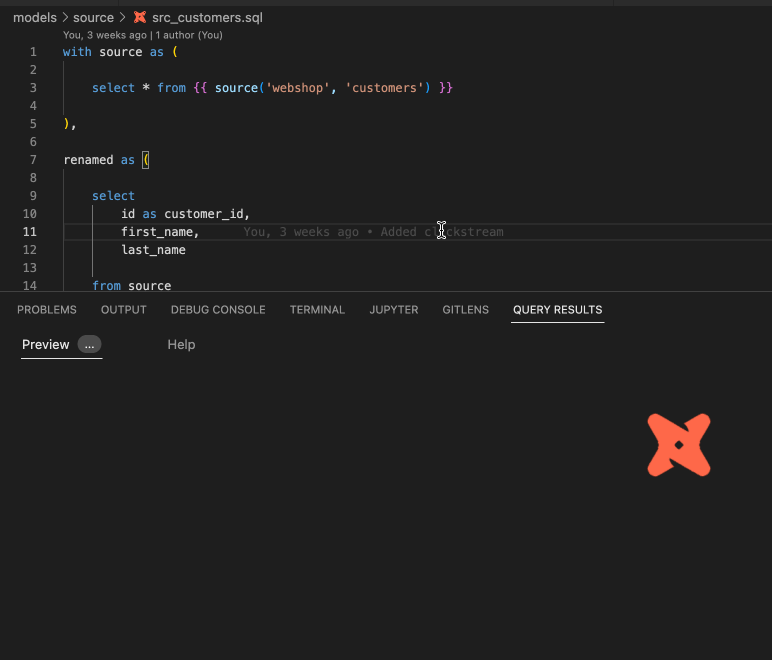 models > source > src_customers.sql
You, 3 weeks ago | 1 author (You)
1 with source as (
2
3 select * from {{ source('webshop', 'customers') }}
4
5 ),
6
7 renamed as (
8
9 select
10 id as customer_id,
11 first_name, You, 3 weeks ago • Added clickstream
12 last_name
13
14 from source
PROBLEMS OUTPUT DEBUG CONSOLE TERMINAL JUPYTER GITLENS QUERY RESULTS
Preview ... Help